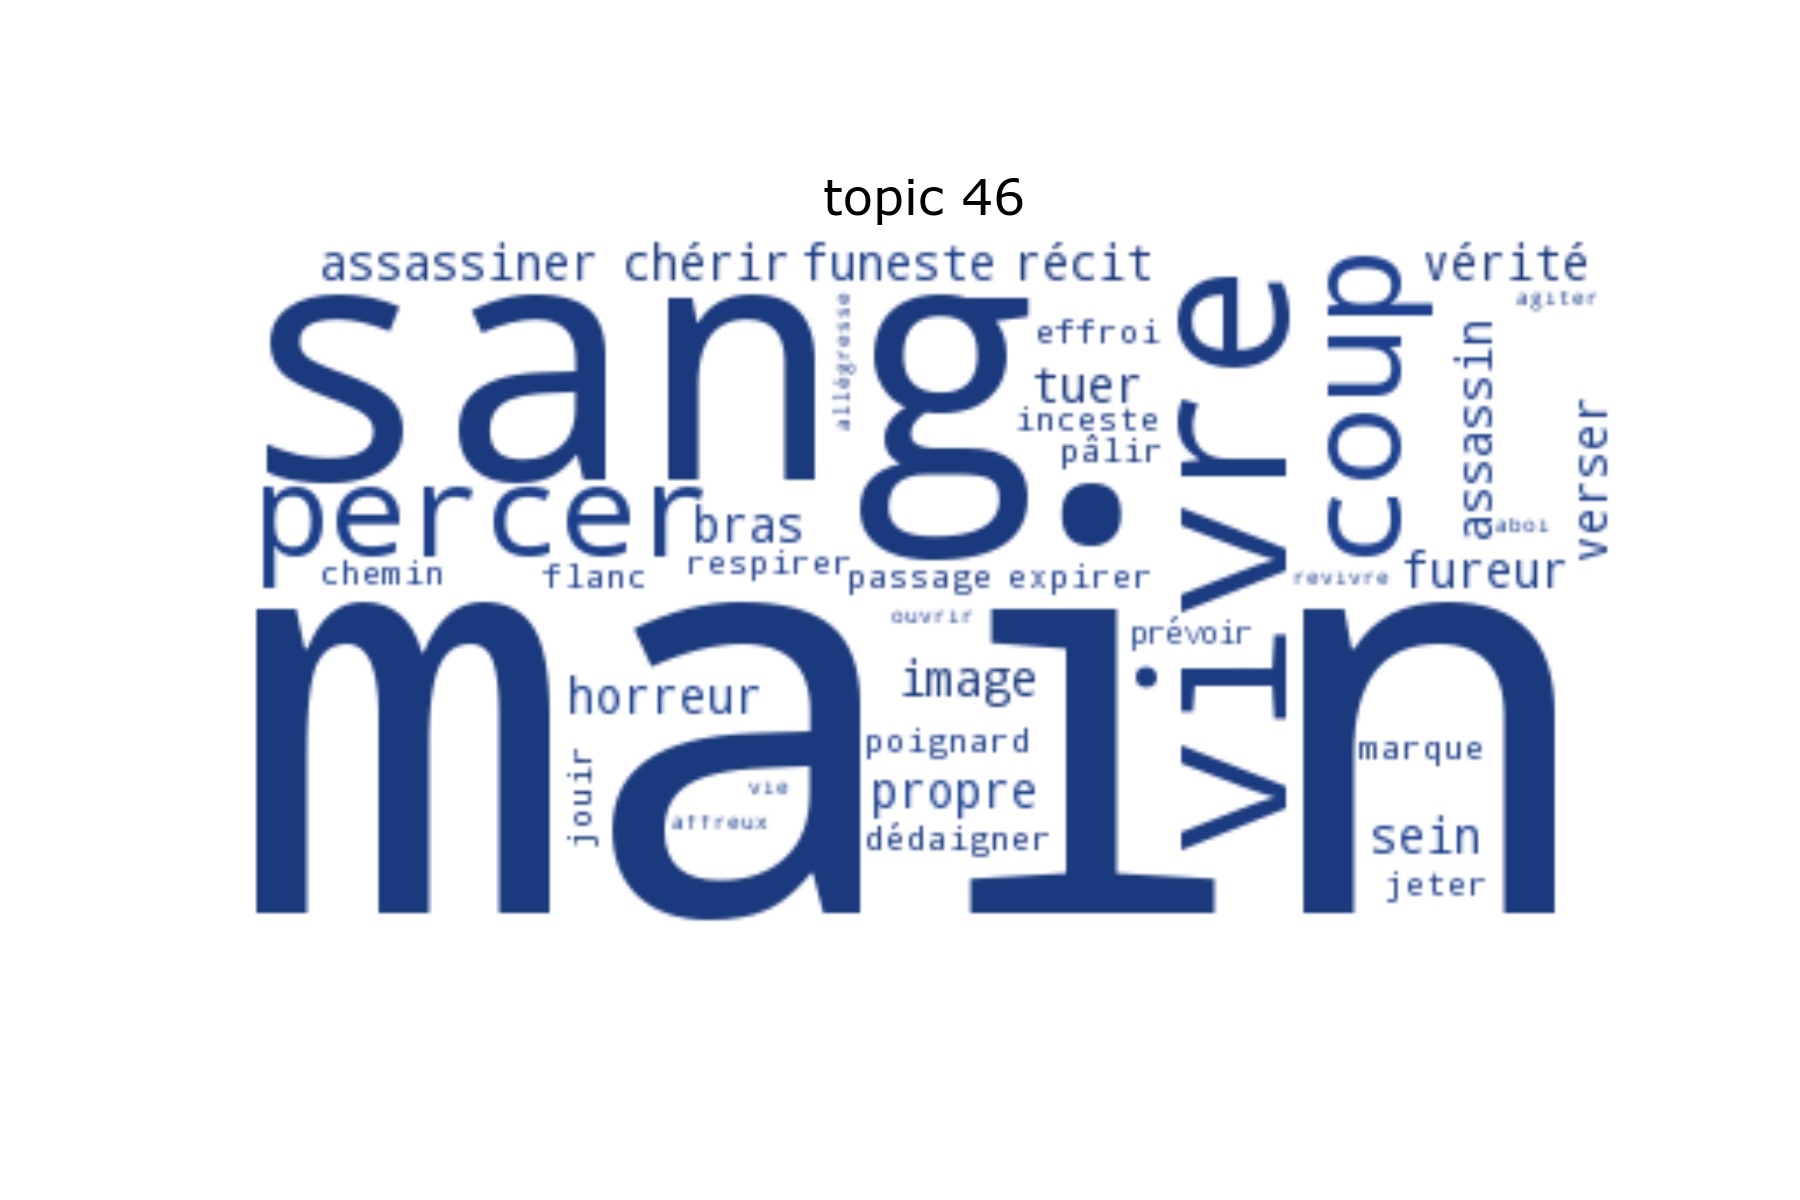 topic 46
assassiner chérir funeste récit vérité
agiter
sang
allégresse
effroi
tuer
inceste
pâlir
vivre
coup
assassin
verser
percer
bras
aboi
chemin
flanc
respirer
passage
expirer
revivre
fureur
ouvrir
prévoir
main
horreur
image
jouir
vie
affreux
poignard
propre
dédaigner
marque
sein
jeter